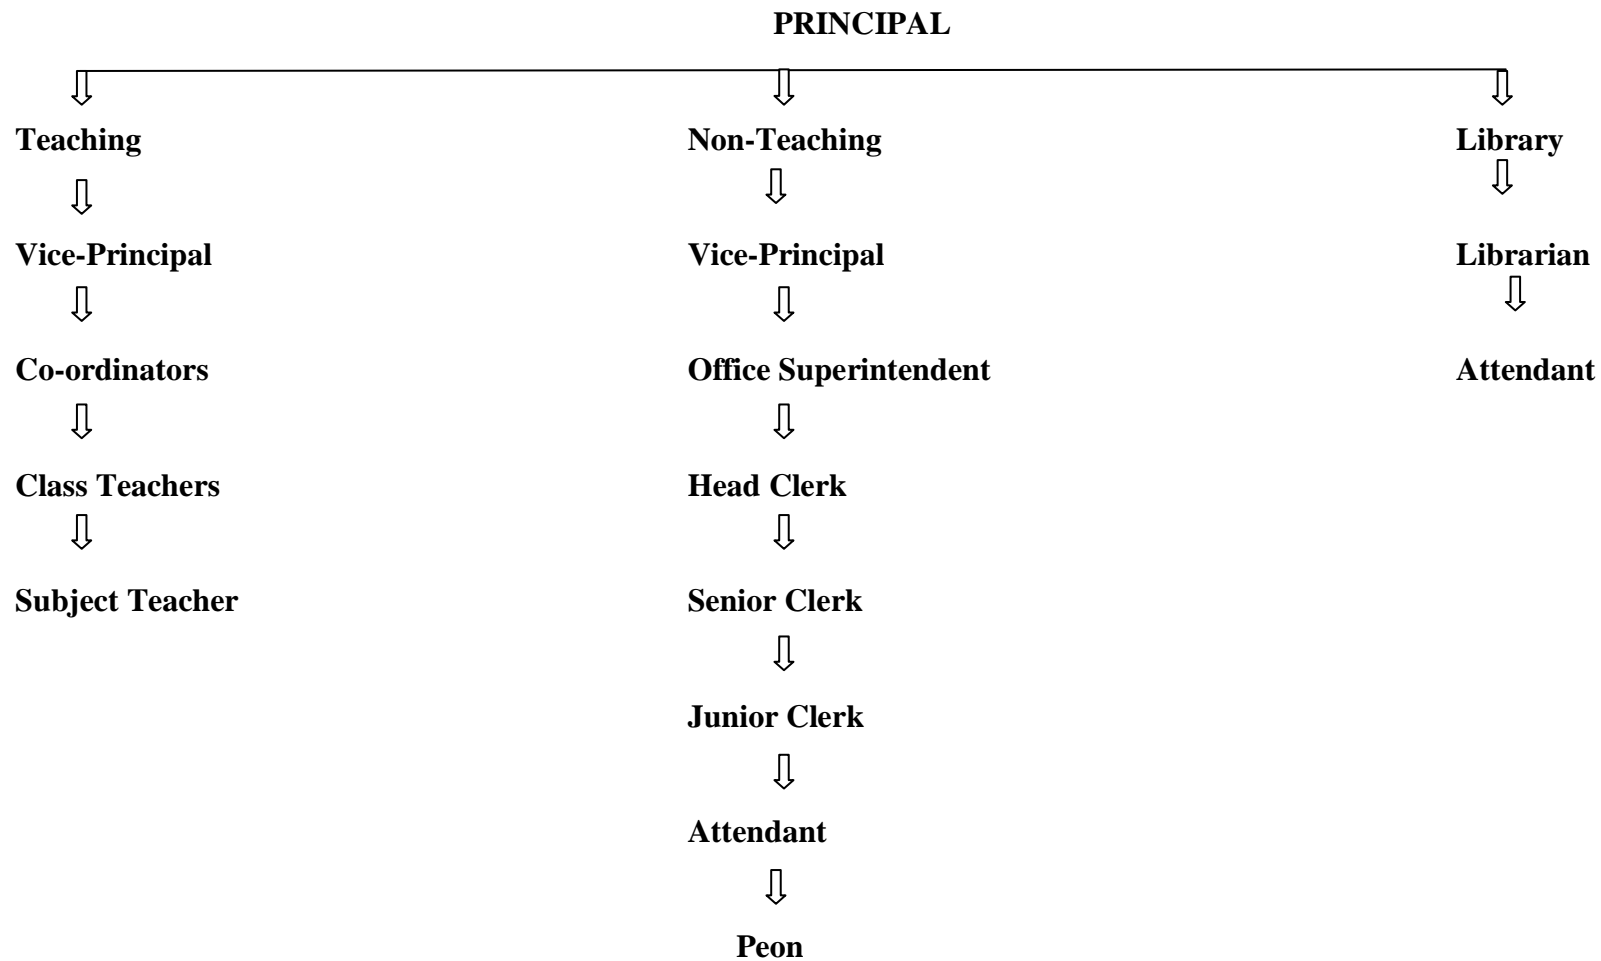 PRINCIPAL
Teaching Non-Teaching Library
Vice-Principal Vice-Principal Librarian
Co-ordinators Office Superintendent Attendant
Class Teachers Head Clerk
Subject Teacher Senior Clerk
Junior Clerk
Attendant
Peon